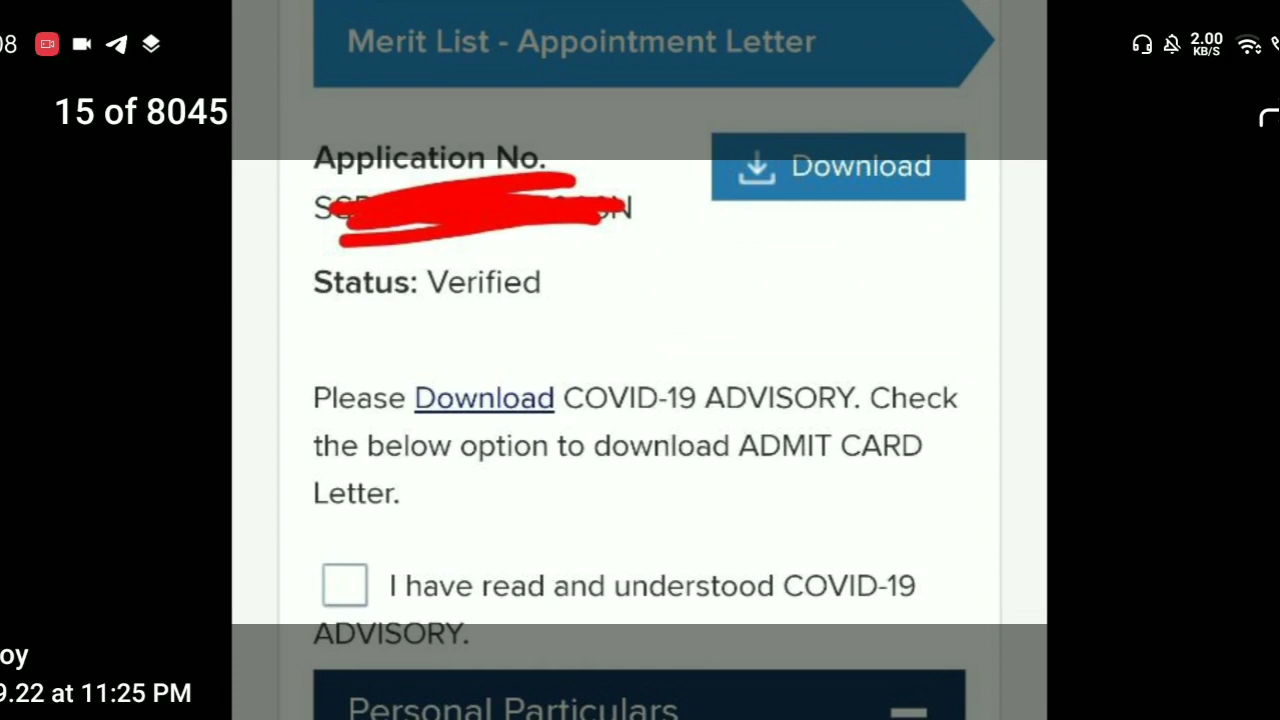 08
2.00
KB/S
15 of 8045
Merit List - Appointment Letter
Application No.
Download
Status: Verified
Please Download COVID-19 ADVISORY. Check
the below option to download ADMIT CARD
Letter.
I have read and understood COVID-19
ADVISORY.
oy
9.22 at 11:25 PM
Personal Particulars